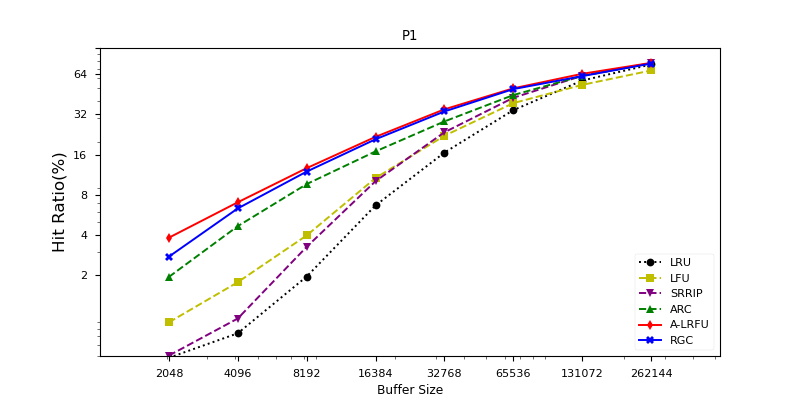 P1
Hit Ratio(%)
64
32
16
8
4
2
LRU
LFU
SRRIP
ARC
A-LRFU
RGC
2048 4096 8192 16384 32768 65536 131072 262144
Buffer Size